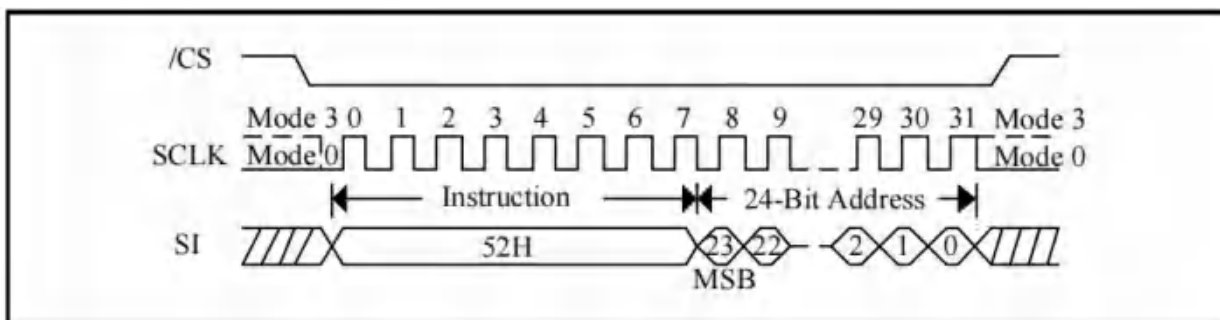 /CS
Mode 3 0 1 2 3 4 5 6 7 8 9 29 30 31 Mode 3
SCLK Mode 0 Mode 0
Instruction 24-Bit Address
SI 52H 23 22 2 1 0
MSB